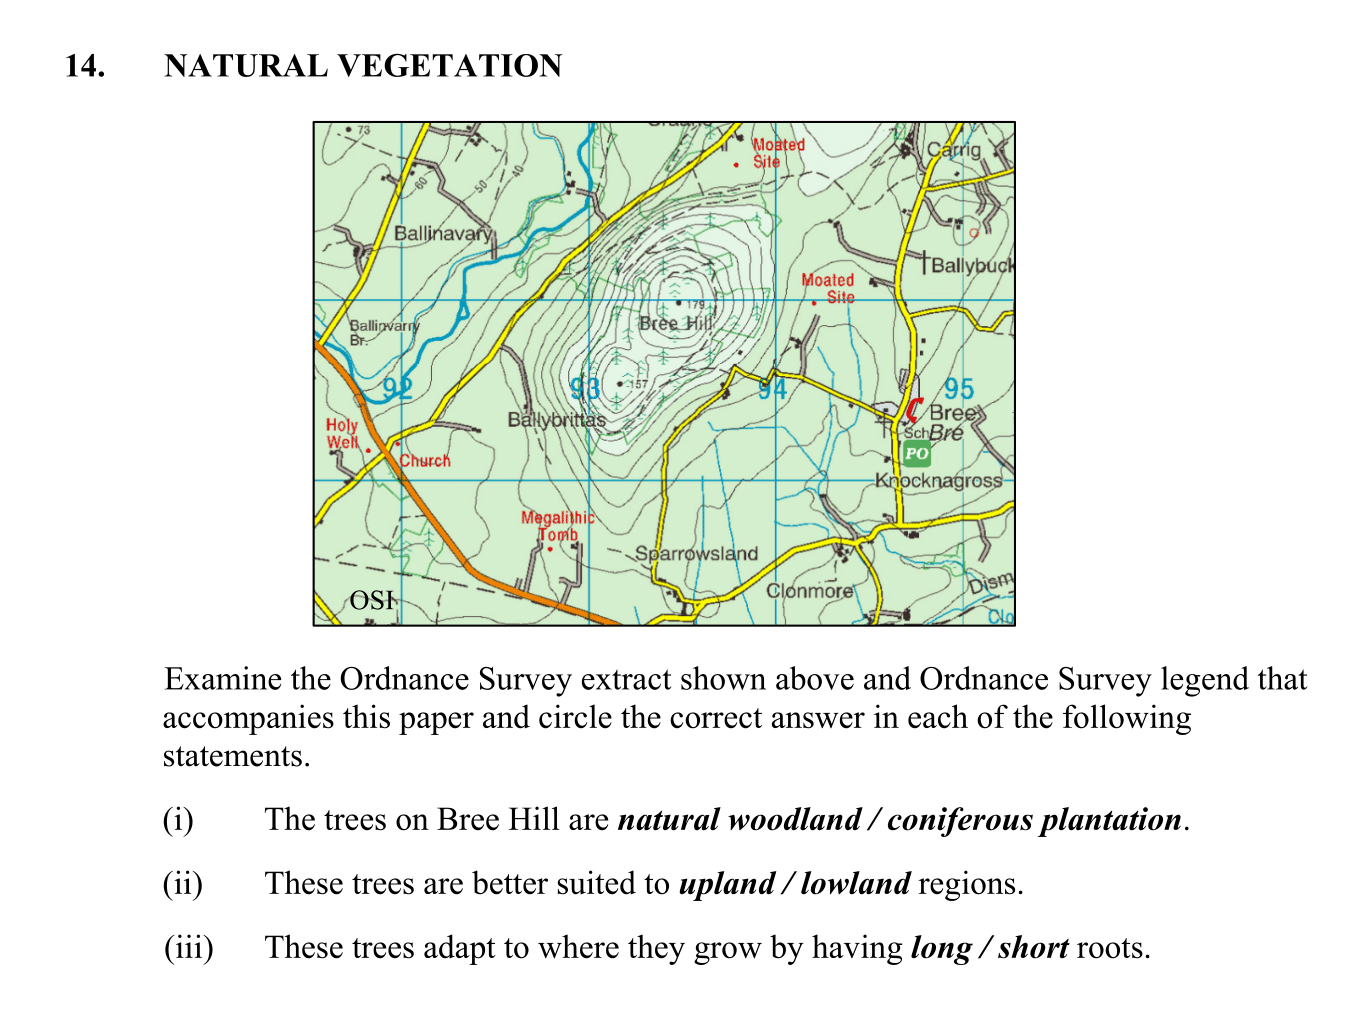 14. NATURAL VEGETATION
73
Moated
Site
Carrig
60
50
40
Ballinavary
Ballybuck
Moated
Site
179
Bree Hill
Ballinvarry
Br.
92
93
157
94
95
Bree
Sch Bre
PO
Ballybrittas
Holy
Well
Church
Knocknagross
Megalithic
Tomb
Sparrowsland
Clonmore
Dism
Clo
OSI
Examine the Ordnance Survey extract shown above and Ordnance Survey legend that
accompanies this paper and circle the correct answer in each of the following
statements.
(i) The trees on Bree Hill are natural woodland / coniferous plantation.
(ii) These trees are better suited to upland / lowland regions.
(iii) These trees adapt to where they grow by having long / short roots.